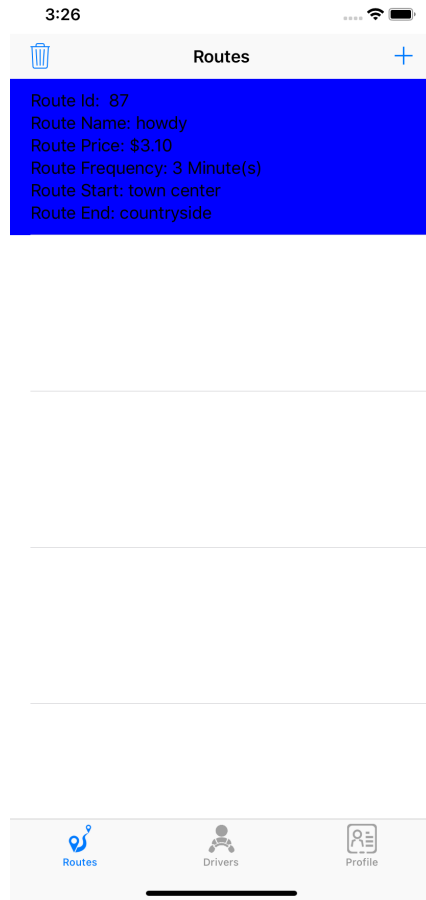 3:26
Routes
Route Id:  87
Route Name: howdy
Route Price: $3.10
Route Frequency: 3 Minute(s)
Route Start: town center
Route End: countryside
Routes
Drivers
Profile